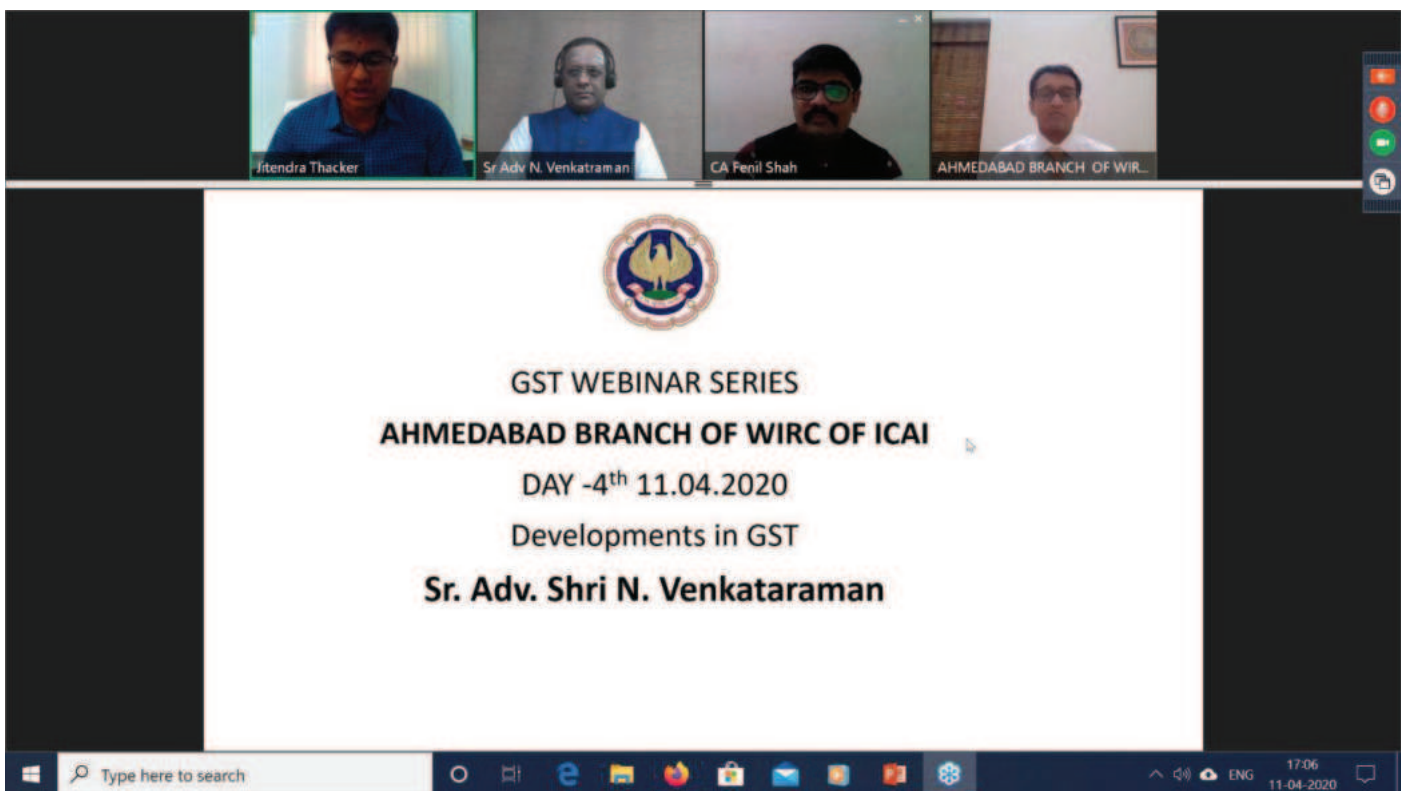 Jitendra Thacker
Sr Adv N. Venkatraman
CA Fenil Shah
AHMEDABAD BRANCH OF WIR...
GST WEBINAR SERIES
AHMEDABAD BRANCH OF WIRC OF ICAI
DAY -4th 11.04.2020
Developments in GST
Sr. Adv. Shri N. Venkataraman
Type here to search
ENG
17:06
11-04-2020